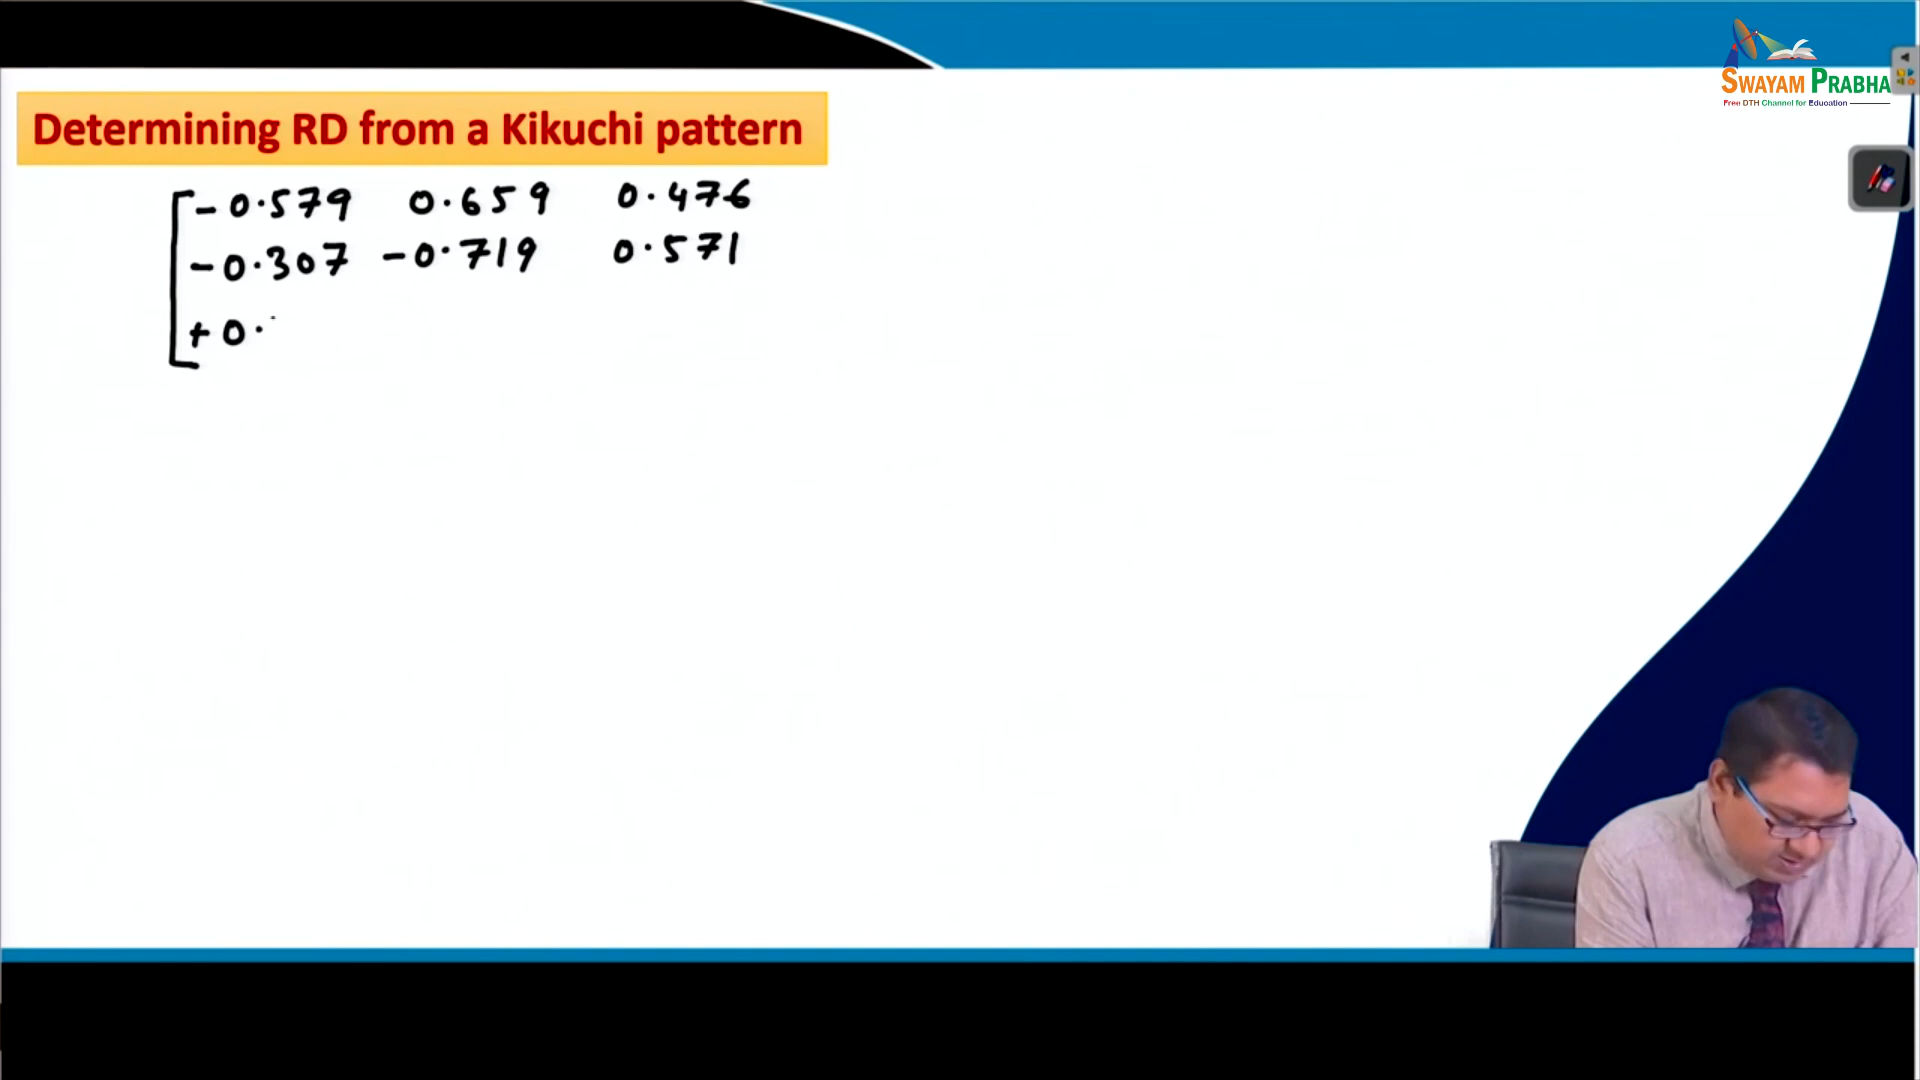 SWAYAM PRABHA
Free DTH Channel for Education
Determining RD from a Kikuchi pattern
-0.579 0.659 0.476
-0.307 -0.719 0.571
+0.